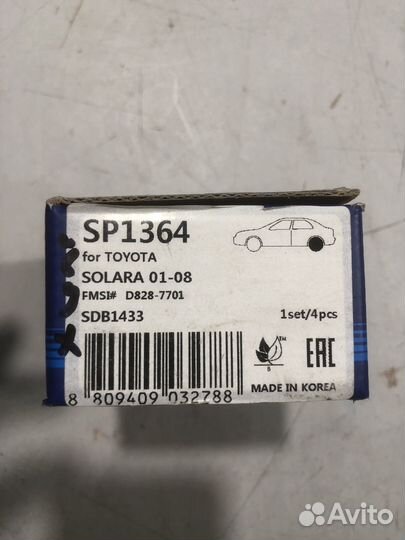 SP1364
for TOYOTA
SOLARA 01-08
FMSI# D828-7701
SDB1433
1set/4pcs
TM
B
EAC
MADE IN KOREA
8 809409 032788
Avito